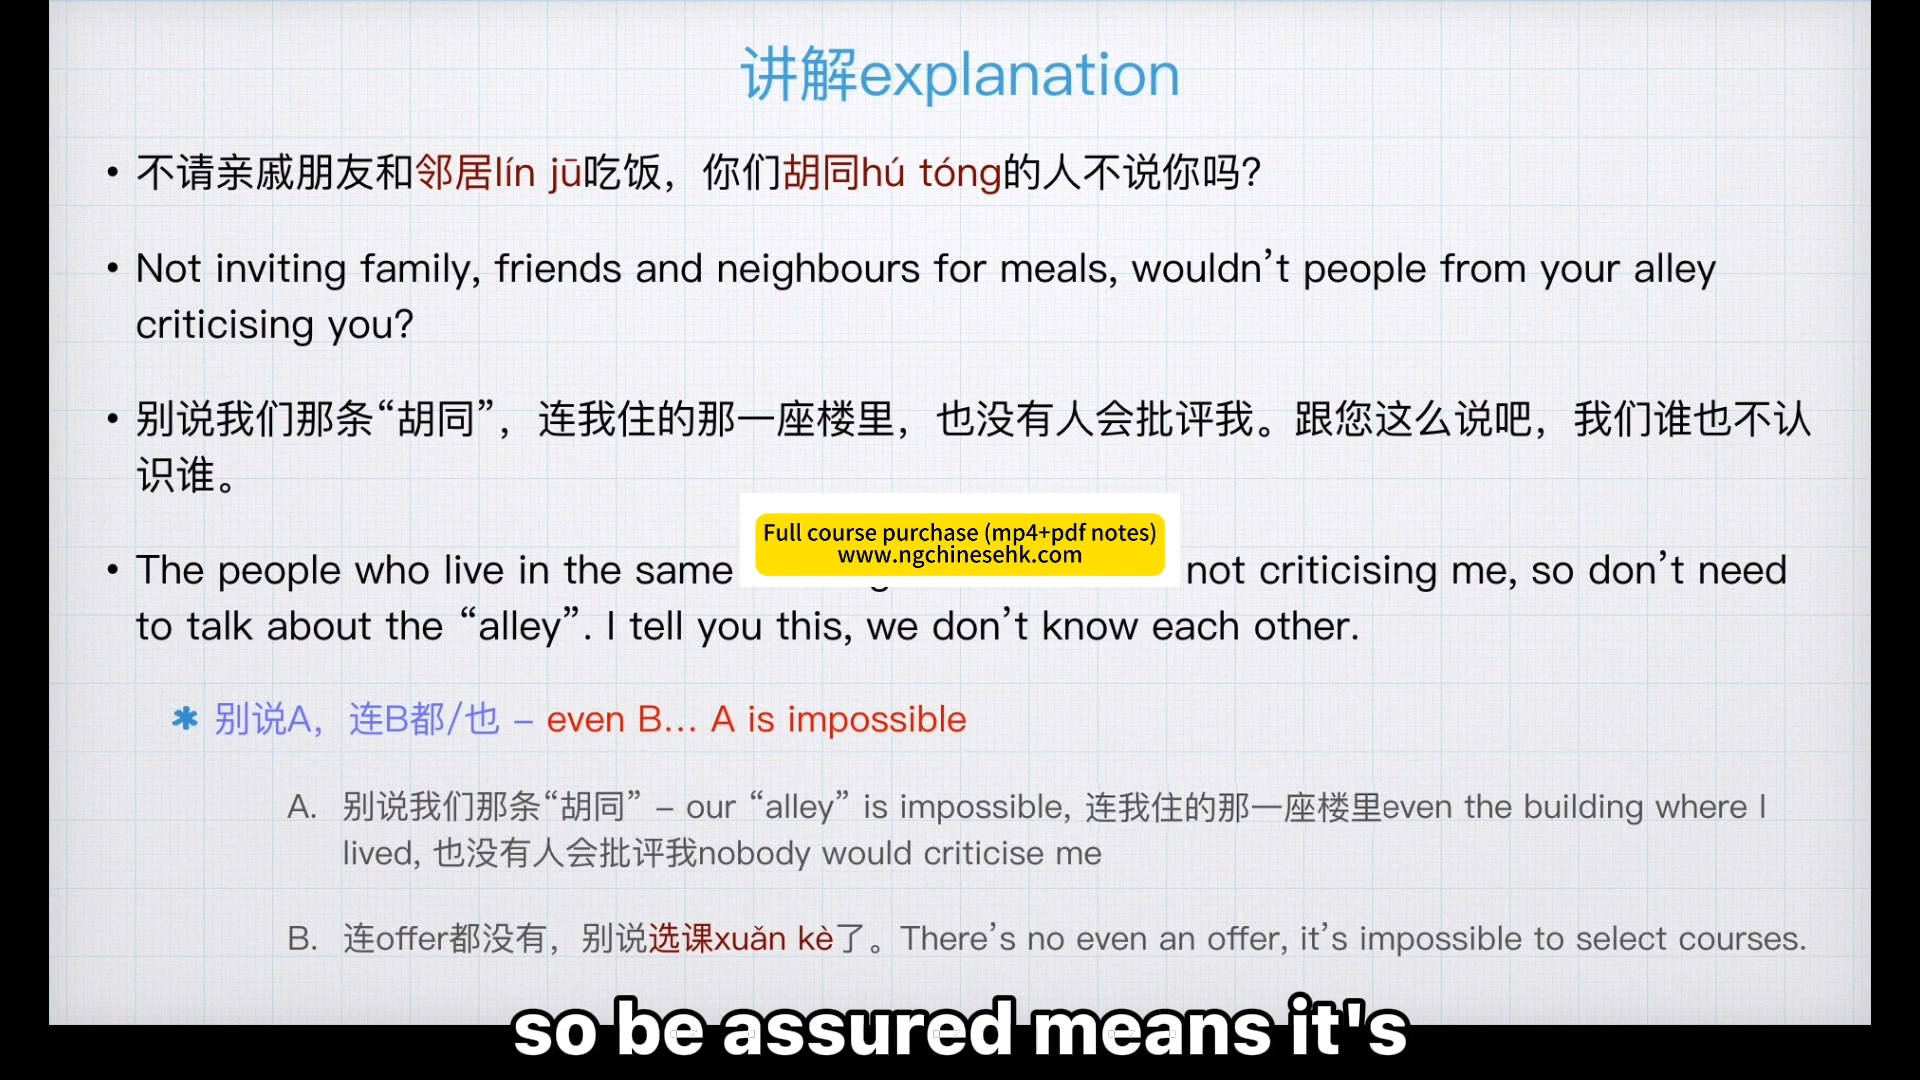 讲解explanation
• 不请亲戚朋友和邻居lín jū吃饭，你们胡同hú tóng的人不说你吗？
• Not inviting family, friends and neighbours for meals, wouldn’t people from your alley
criticising you?
• 别说我们那条“胡同”，连我住的那一座楼里，也没有人会批评我。跟您这么说吧，我们谁也不认
识谁。
Full course purchase (mp4+pdf notes)
www.ngchinesehk.com
• The people who live in the same not criticising me, so don’t need
to talk about the “alley”. I tell you this, we don’t know each other.
✱ 别说A，连B都/也 – even B… A is impossible
A. 别说我们那条“胡同” – our “alley” is impossible, 连我住的那一座楼里even the building where I
lived, 也没有人会批评我nobody would criticise me
B. 连offer都没有，别说选课xuǎn kè了。There’s no even an offer, it’s impossible to select courses.
so be assured means it's